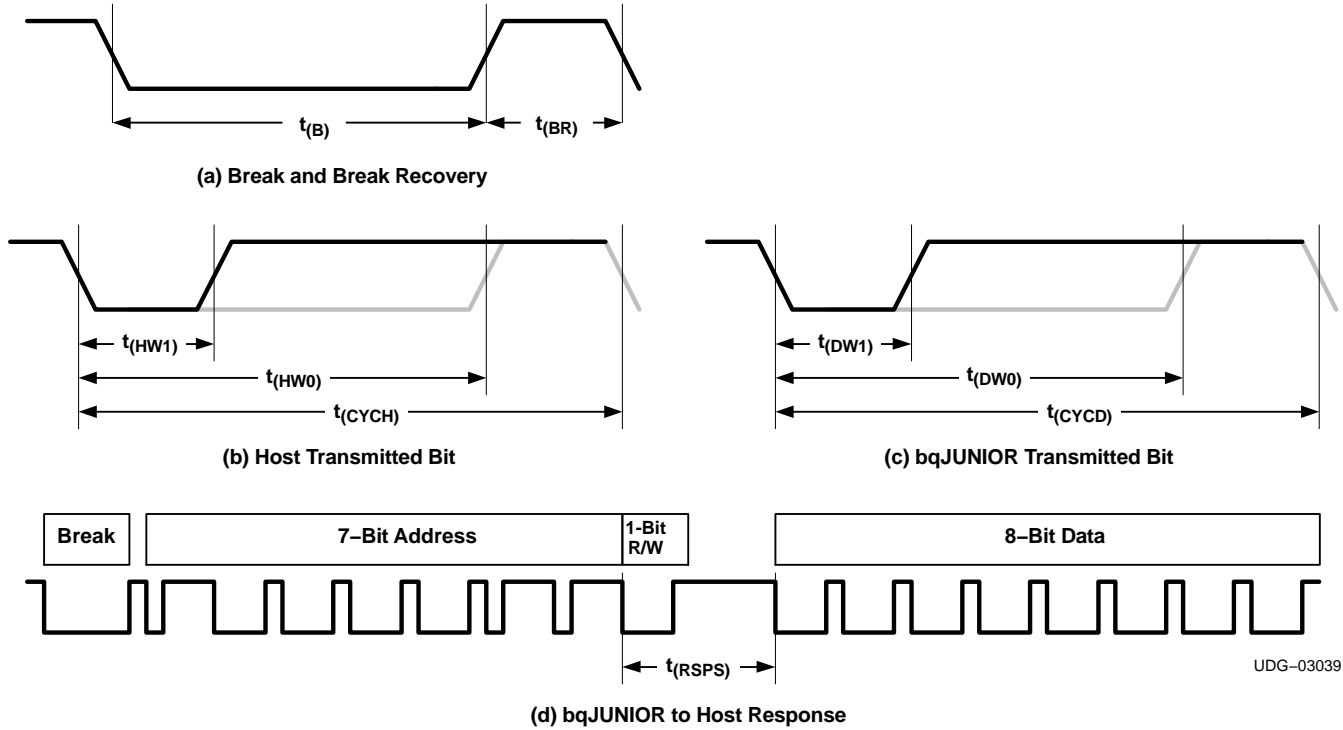 t(B)
t(BR)
(a) Break and Break Recovery
t(HW1)
t(HW0)
t(CYCH)
(b) Host Transmitted Bit
t(DW1)
t(DW0)
t(CYCD)
(c) bqJUNIOR Transmitted Bit
Break
7–Bit Address
1-Bit
R/W
8–Bit Data
t(RSPS)
UDG–03039
(d) bqJUNIOR to Host Response